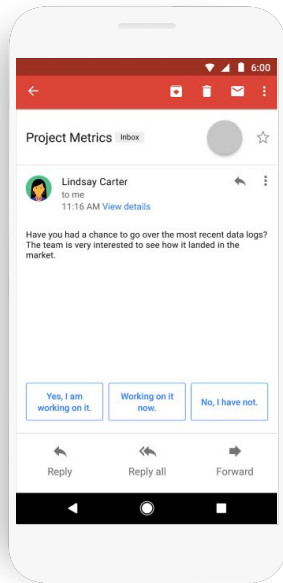 6:00
Project Metrics Inbox
Lindsay Carter
to me
11:16 AM View details
Have you had a chance to go over the most recent data logs?
The team is very interested to see how it landed in the
market.
Yes, I am
working on it.
Working on it
now.
No, I have not.
Reply
Reply all
Forward